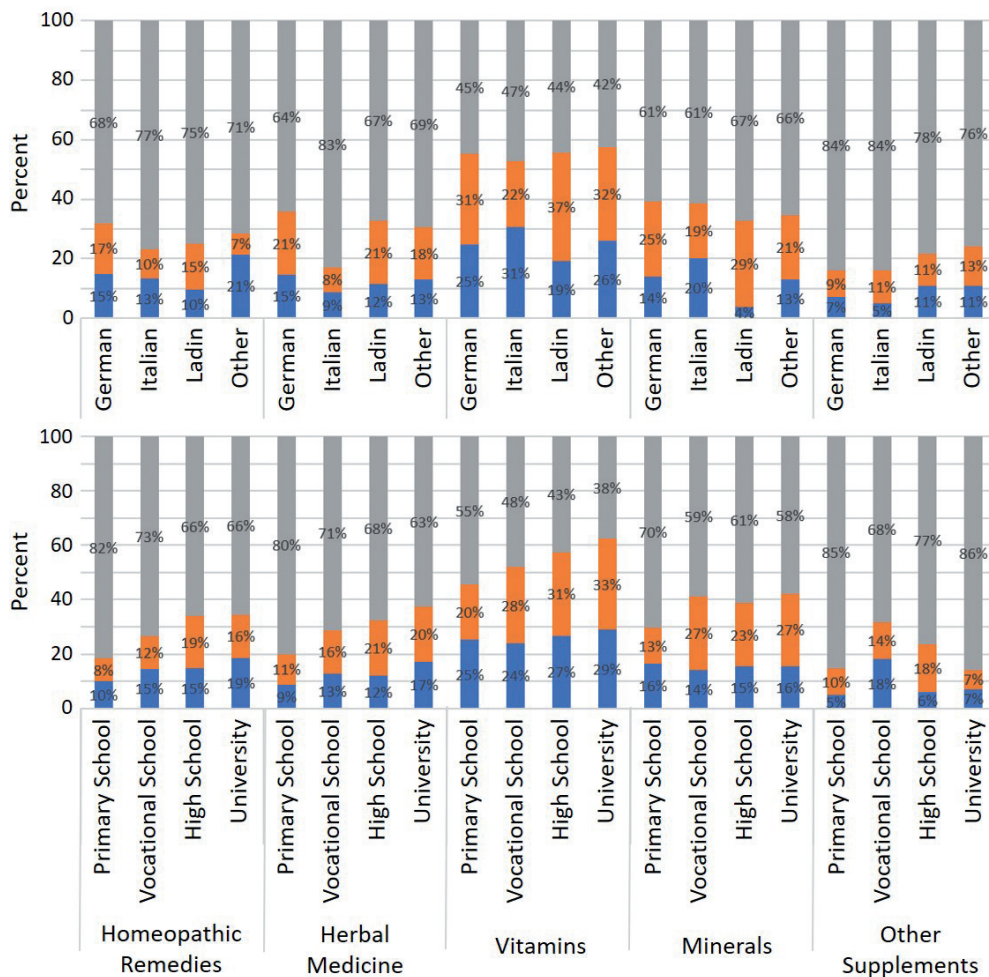 100
80
60
40
20
0
Percent
68% 77% 75% 71% 64% 83% 67% 69% 45% 47% 44% 42% 61% 61% 67% 66% 84% 84% 78% 76%
17% 10% 15% 7% 21% 8% 21% 18% 31% 22% 37% 32% 25% 19% 29% 21% 9% 11% 11% 13%
15% 13% 10% 21% 15% 9% 12% 13% 25% 31% 19% 26% 14% 20% 4% 13% 7% 5% 11% 11%
German Italian Ladin Other German Italian Ladin Other German Italian Ladin Other German Italian Ladin Other German Italian Ladin Other
100
80
60
40
20
0
Percent
82% 73% 66% 66% 80% 71% 68% 63% 55% 48% 43% 38% 70% 59% 61% 58% 85% 68% 77% 86%
8% 12% 19% 16% 11% 16% 21% 20% 20% 28% 31% 33% 13% 27% 23% 27% 10% 14% 18% 7%
10% 15% 15% 19% 9% 13% 12% 17% 25% 24% 27% 29% 16% 14% 15% 16% 5% 18% 6% 7%
Primary School Vocational School High School University Primary School Vocational School High School University Primary School Vocational School High School University Primary School Vocational School High School University Primary School Vocational School High School University
Homeopathic Remedies
Herbal Medicine
Vitamins
Minerals
Other Supplements